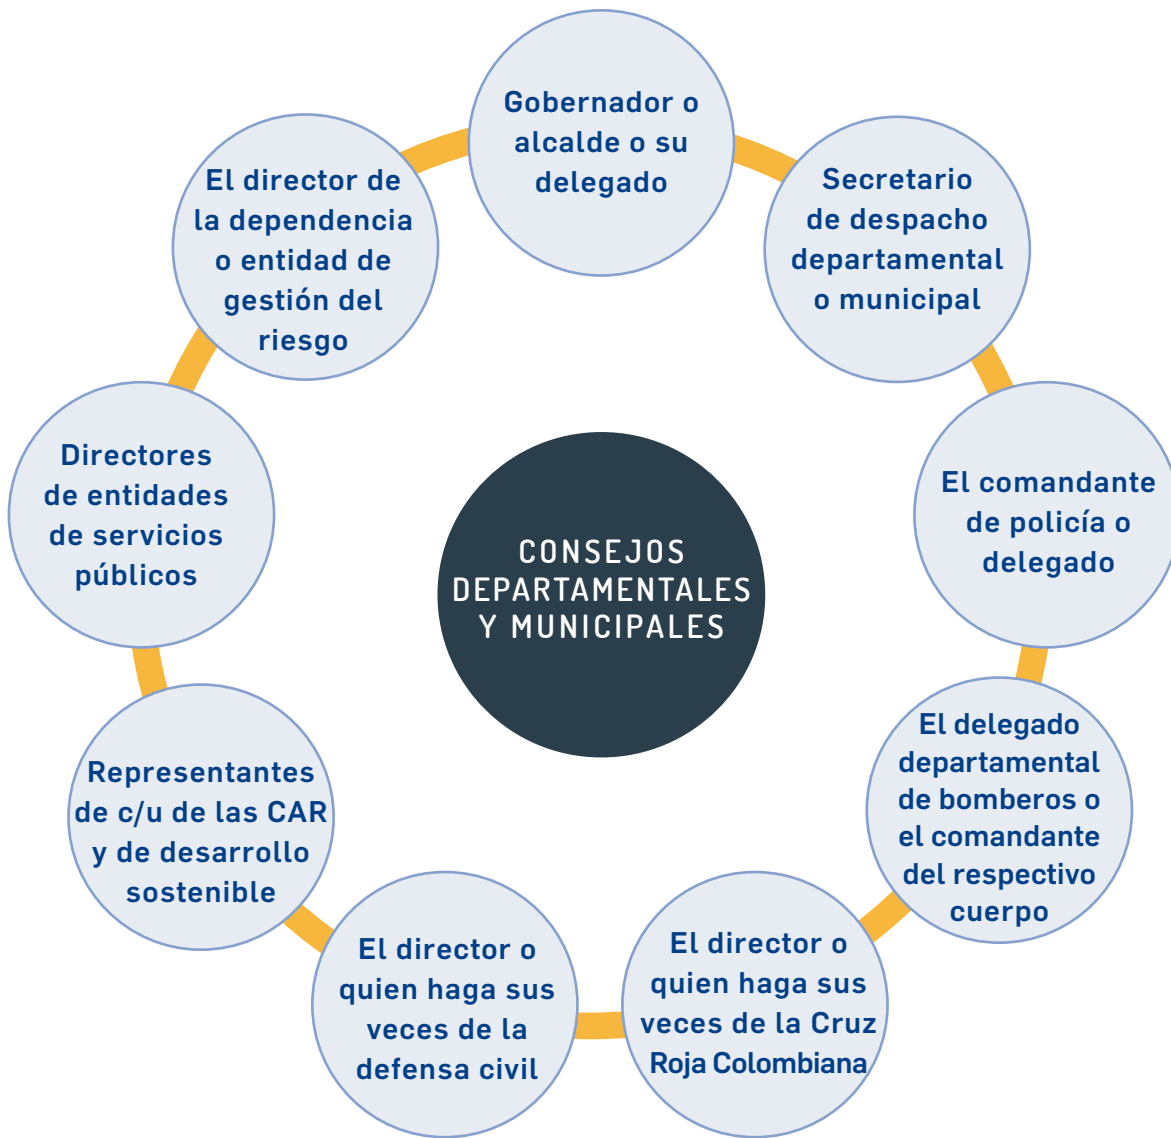 Gobernador o
alcalde o su
delegado
Secretario
de despacho
departamental
o municipal
El comandante
de policía o
delegado
El delegado
departamental
de bomberos o
el comandante
del respectivo
cuerpo
El director o
quien haga sus
veces de la Cruz
Roja Colombiana
El director o
quien haga sus
veces de la
defensa civil
Representantes
de c/u de las CAR
y de desarrollo
sostenible
Directores
de entidades
de servicios
públicos
El director de
la dependencia
o entidad de
gestión del
riesgo
CONSEJOS
DEPARTAMENTALES
Y MUNICIPALES